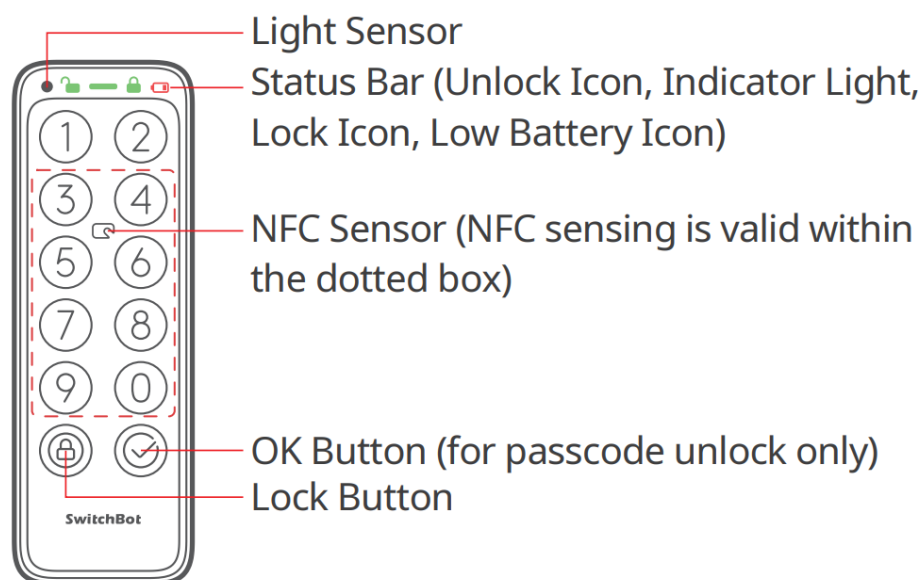 Light Sensor
Status Bar (Unlock Icon, Indicator Light,
Lock Icon, Low Battery Icon)
1 2
3 4
NFC Sensor (NFC sensing is valid within
the dotted box)
5 6
7 8
9 0
OK Button (for passcode unlock only)
Lock Button
SwitchBot